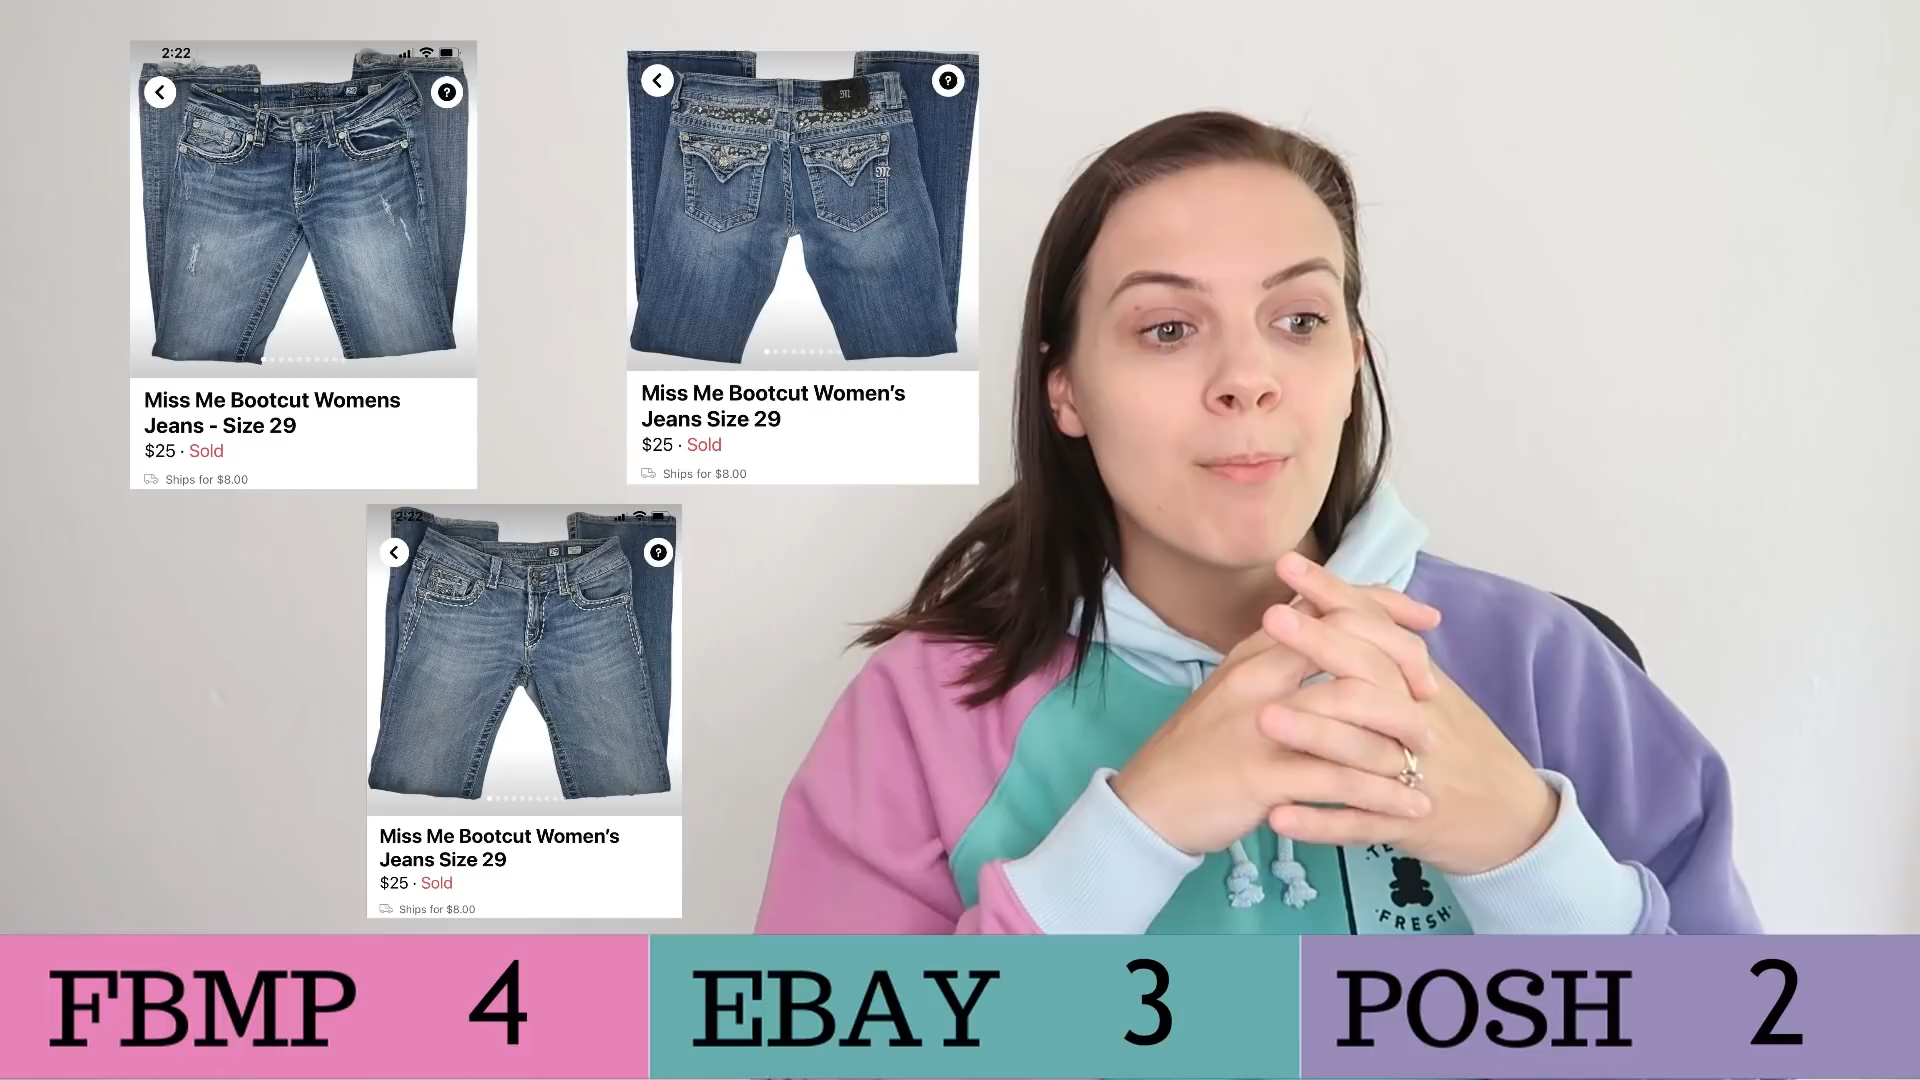 2:22
Miss Me Bootcut Womens
Jeans - Size 29
$25 · Sold
Ships for $8.00
M
Miss Me Bootcut Women's
Jeans Size 29
$25 · Sold
Ships for $8.00
2:22
29
Miss Me Bootcut Women's
Jeans Size 29
$25 · Sold
Ships for $8.00
FRESH
FBMP 4
EBAY 3
POSH 2